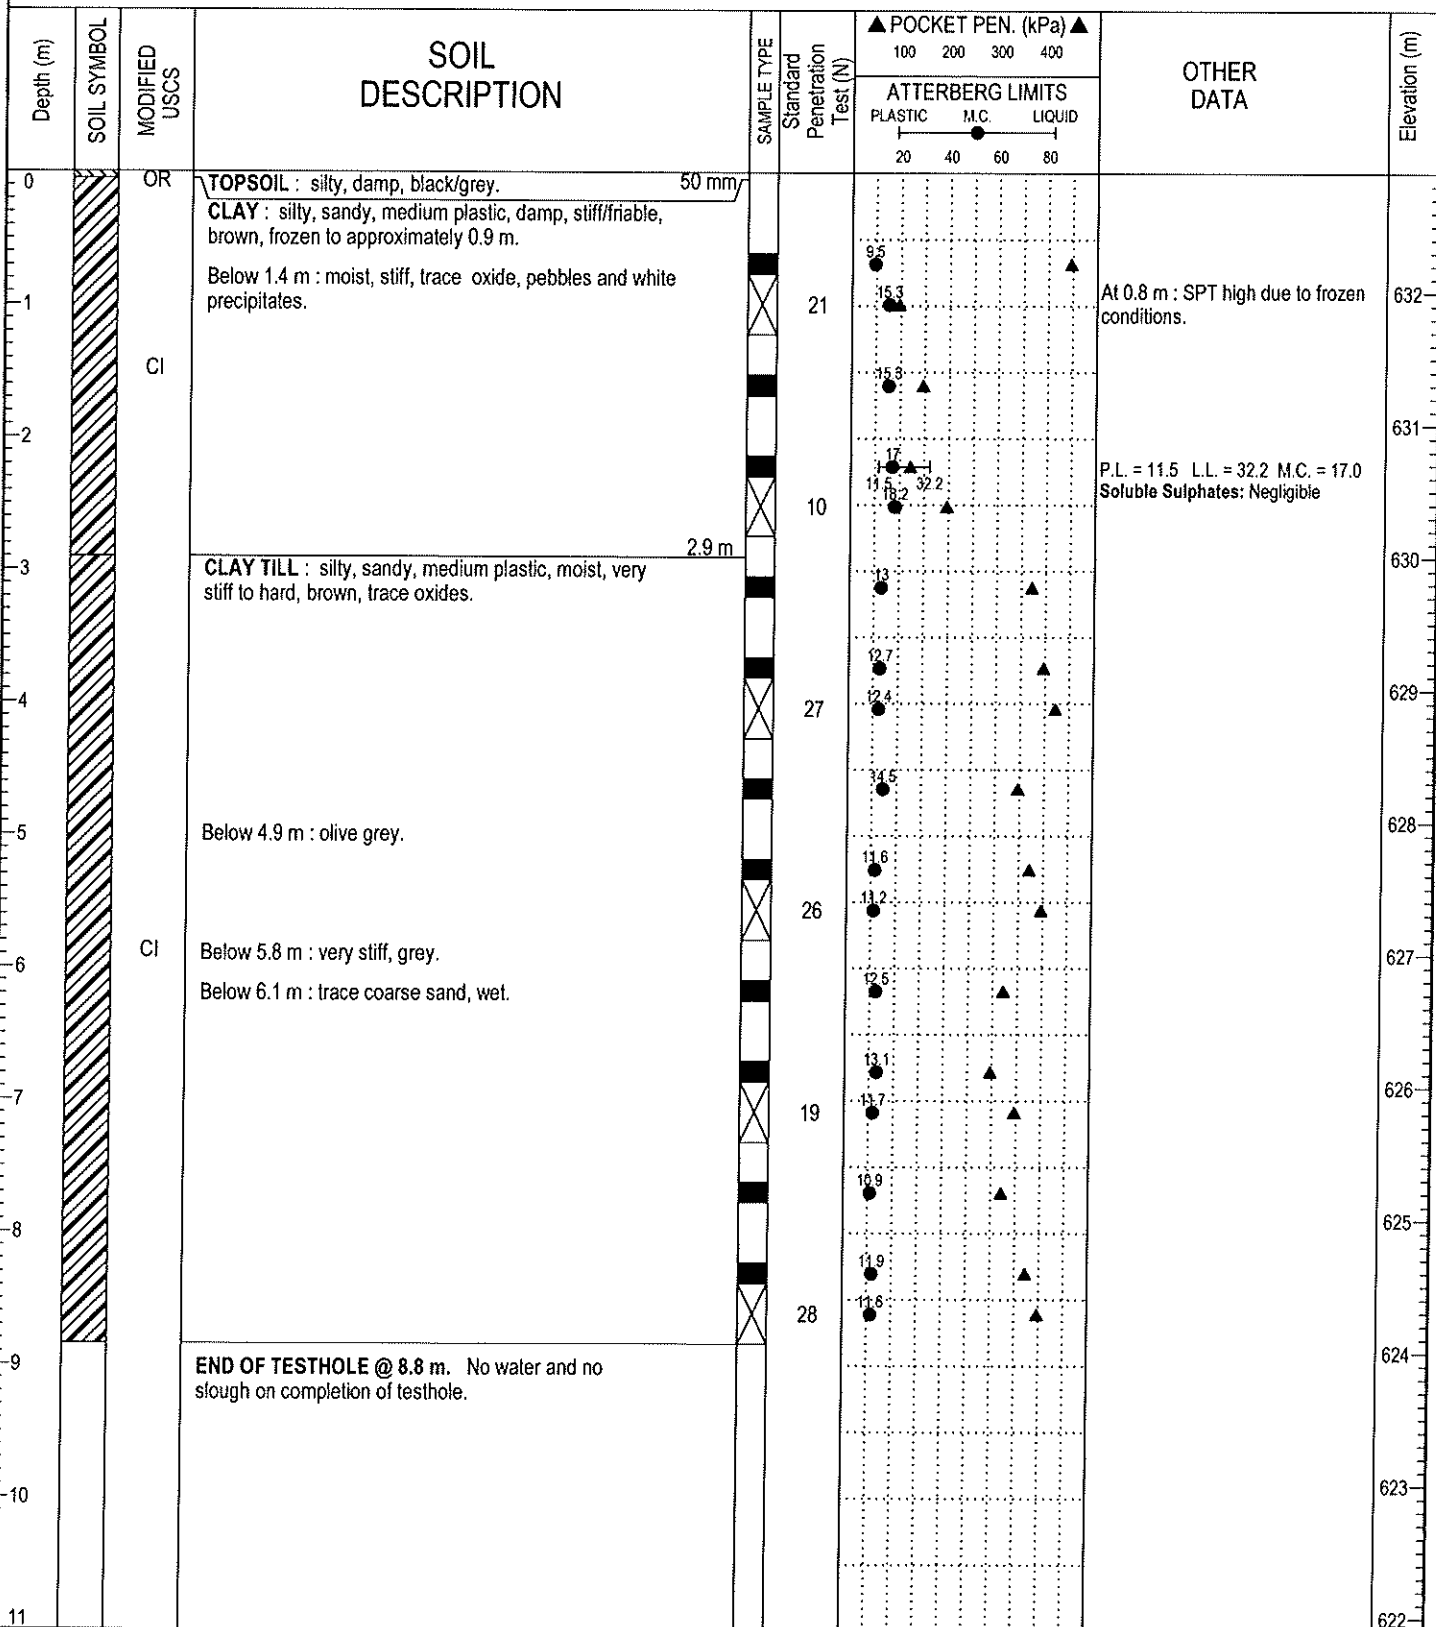 Depth (m)
SOIL SYMBOL
MODIFIED
USCS
SOIL
DESCRIPTION
SAMPLE TYPE
Standard
Penetration
Test (N)
▲ POCKET PEN. (kPa) ▲
100 200 300 400
ATTERBERG LIMITS
PLASTIC M.C. LIQUID
20 40 60 80
OTHER
DATA
Elevation (m)
0
OR
TOPSOIL : silty, damp, black/grey. 50 mm
CLAY : silty, sandy, medium plastic, damp, stiff/friable,
brown, frozen to approximately 0.9 m.
9.5
Below 1.4 m : moist, stiff, trace oxide, pebbles and white
precipitates.
1
21
15.3
At 0.8 m : SPT high due to frozen
conditions.
632
CI
15.3
2
631
17
11.5 32.2
P.L. = 11.5 L.L. = 32.2 M.C. = 17.0
Soluble Sulphates: Negligible
10
18.2
2.9 m
3
CLAY TILL : silty, sandy, medium plastic, moist, very
stiff to hard, brown, trace oxides.
13
630
12.7
4
27
12.4
629
14.5
5
Below 4.9 m : olive grey.
628
11.6
26
11.2
CI
Below 5.8 m : very stiff, grey.
6
627
Below 6.1 m : trace coarse sand, wet.
12.5
13.1
7
19
11.7
626
10.9
8
625
11.9
28
11.6
9
END OF TESTHOLE @ 8.8 m. No water and no
slough on completion of testhole.
624
10
623
11
622